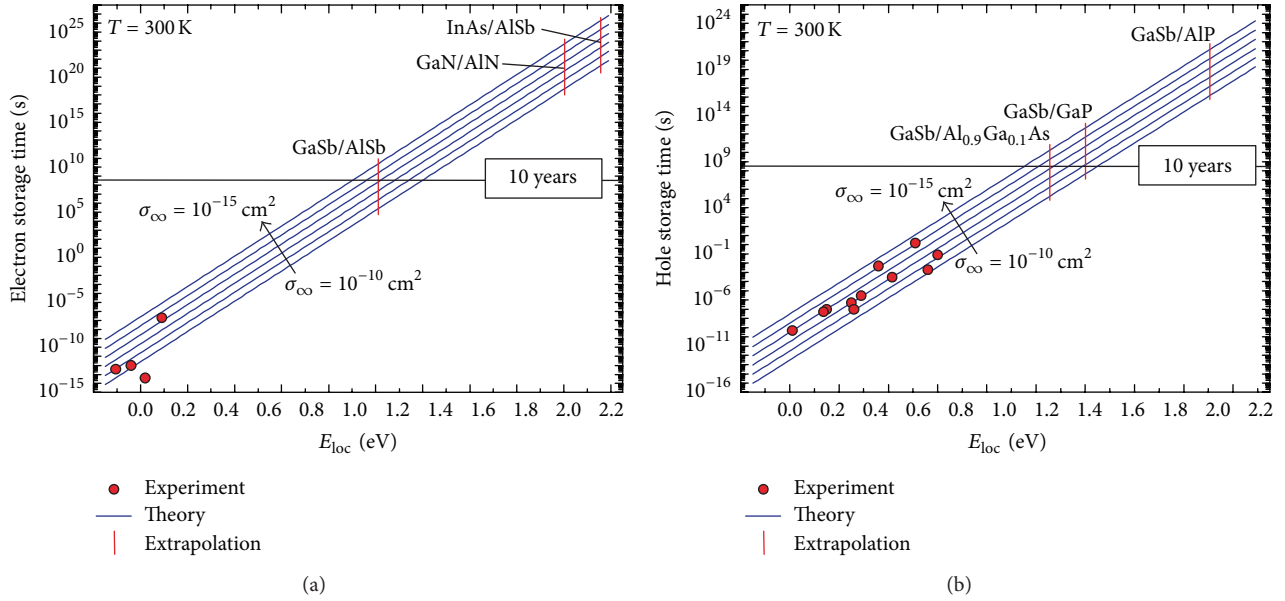 T = 300 K
InAs/AlSb
GaN/AlN
GaSb/AlSb
10 years
σ∞ = 10⁻¹⁵ cm²
σ∞ = 10⁻¹⁰ cm²
Electron storage time (s)
10²⁵
10²⁰
10¹⁵
10¹⁰
10⁵
10⁰
10⁻⁵
10⁻¹⁰
10⁻¹⁵
0.0 0.2 0.4 0.6 0.8 1.0 1.2 1.4 1.6 1.8 2.0 2.2
E_loc (eV)
Experiment
Theory
Extrapolation
(a)
T = 300 K
GaSb/AlP
GaSb/GaP
GaSb/Al₀.₉Ga₀.₁As
10 years
σ∞ = 10⁻¹⁵ cm²
σ∞ = 10⁻¹⁰ cm²
Hole storage time (s)
10²⁴
10¹⁹
10¹⁴
10⁹
10⁴
10⁻¹
10⁻⁶
10⁻¹¹
10⁻¹⁶
0.0 0.2 0.4 0.6 0.8 1.0 1.2 1.4 1.6 1.8 2.0 2.2
E_loc (eV)
Experiment
Theory
Extrapolation
(b)